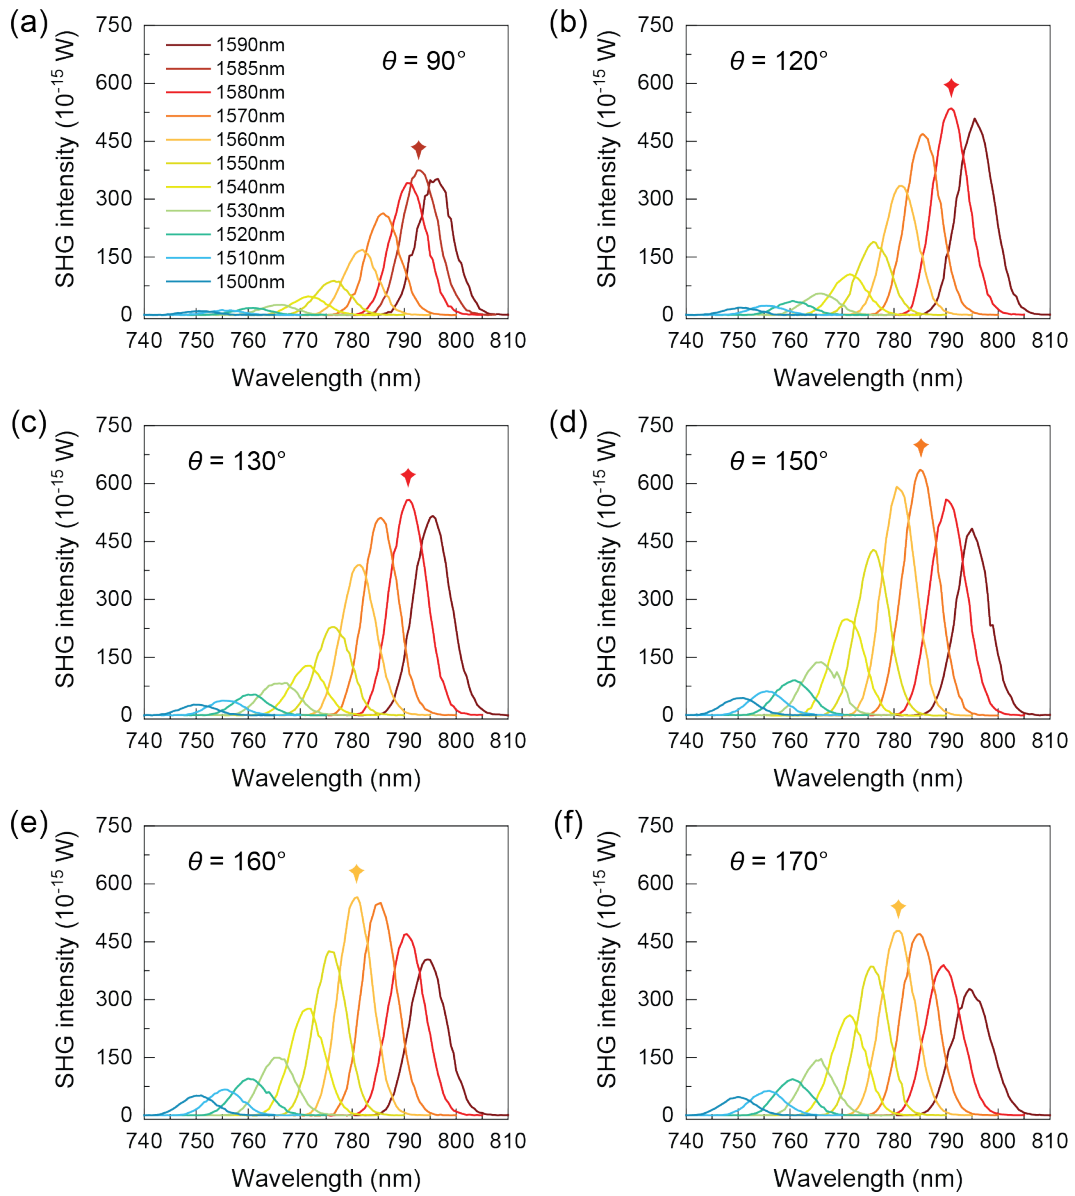 (a)
750
600
450
300
150
0
SHG intensity (10⁻¹⁵ W)
1590nm
1585nm
1580nm
1570nm
1560nm
1550nm
1540nm
1530nm
1520nm
1510nm
1500nm
θ = 90°
740 750 760 770 780 790 800 810
Wavelength (nm)
(b)
750
600
450
300
150
0
SHG intensity (10⁻¹⁵ W)
θ = 120°
740 750 760 770 780 790 800 810
Wavelength (nm)
(c)
750
600
450
300
150
0
SHG intensity (10⁻¹⁵ W)
θ = 130°
740 750 760 770 780 790 800 810
Wavelength (nm)
(d)
750
600
450
300
150
0
SHG intensity (10⁻¹⁵ W)
θ = 150°
740 750 760 770 780 790 800 810
Wavelength (nm)
(e)
750
600
450
300
150
0
SHG intensity (10⁻¹⁵ W)
θ = 160°
740 750 760 770 780 790 800 810
Wavelength (nm)
(f)
750
600
450
300
150
0
SHG intensity (10⁻¹⁵ W)
θ = 170°
740 750 760 770 780 790 800 810
Wavelength (nm)